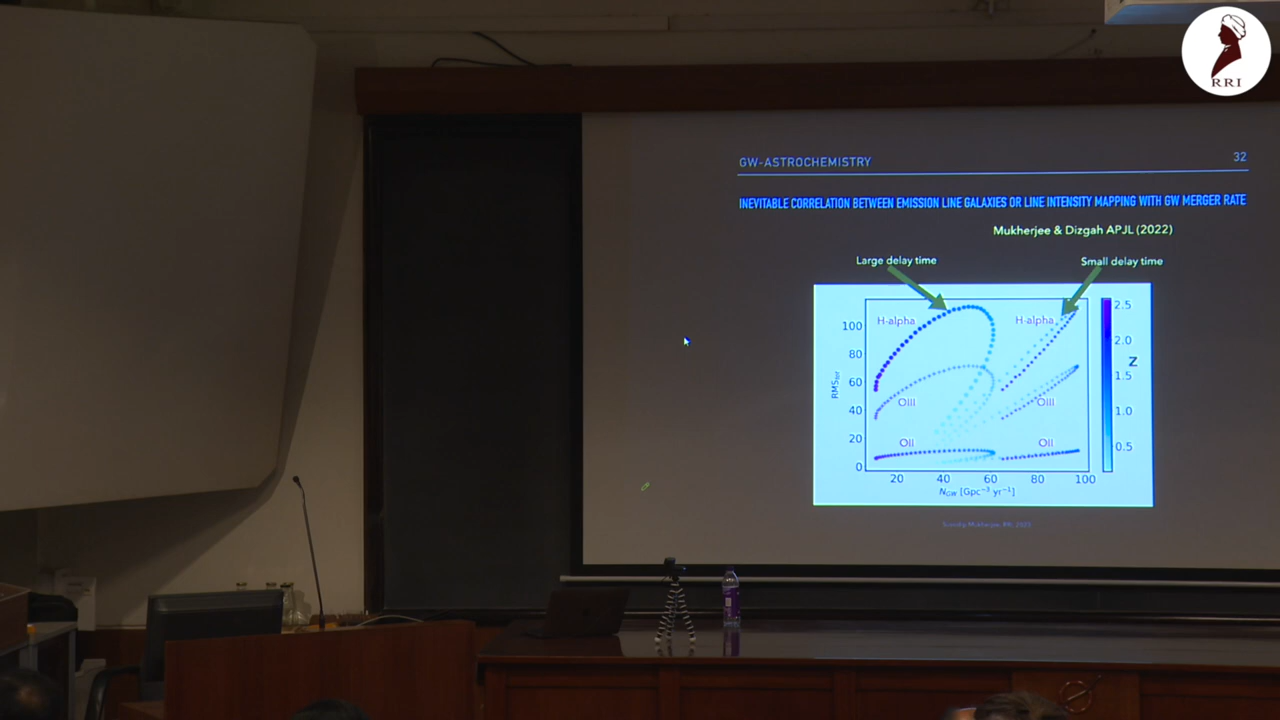 RRI
GW-ASTROCHEMISTRY
32
INEVITABLE CORRELATION BETWEEN EMISSION LINE GALAXIES OR LINE INTENSITY MAPPING WITH GW MERGER RATE
Mukherjee & Dizgah APJL (2022)
Large delay time
Small delay time
H-alpha
H-alpha
OIII
OIII
OII
OII
100
80
60
40
20
0
20
40
60
80
100
N_GW [Gpc⁻³ yr⁻¹]
2.5
2.0
1.5
1.0
0.5
Z